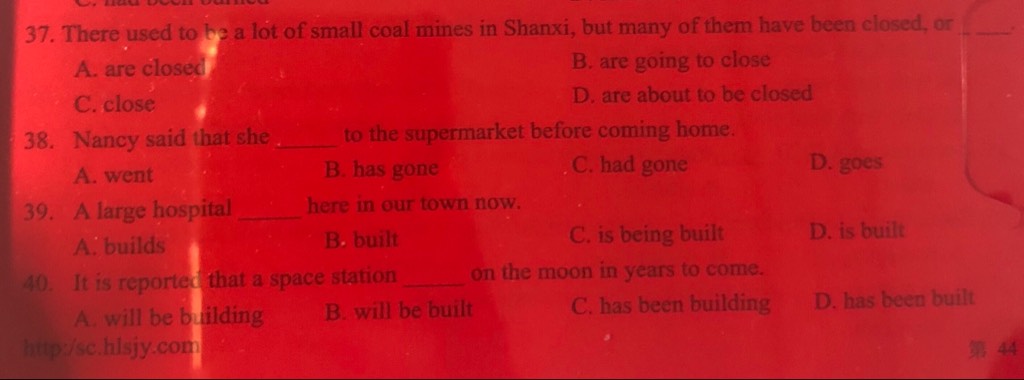 C. had been burned
37. There used to be a lot of small coal mines in Shanxi, but many of them have been closed, or ______.
A. are closed B. are going to close
C. close D. are about to be closed
38. Nancy said that she ______ to the supermarket before coming home.
A. went B. has gone C. had gone D. goes
39. A large hospital ______ here in our town now.
A. builds B. built C. is being built D. is built
40. It is reported that a space station ______ on the moon in years to come.
A. will be building B. will be built C. has been building D. has been built
http:/sc.hlsjy.com 第 44